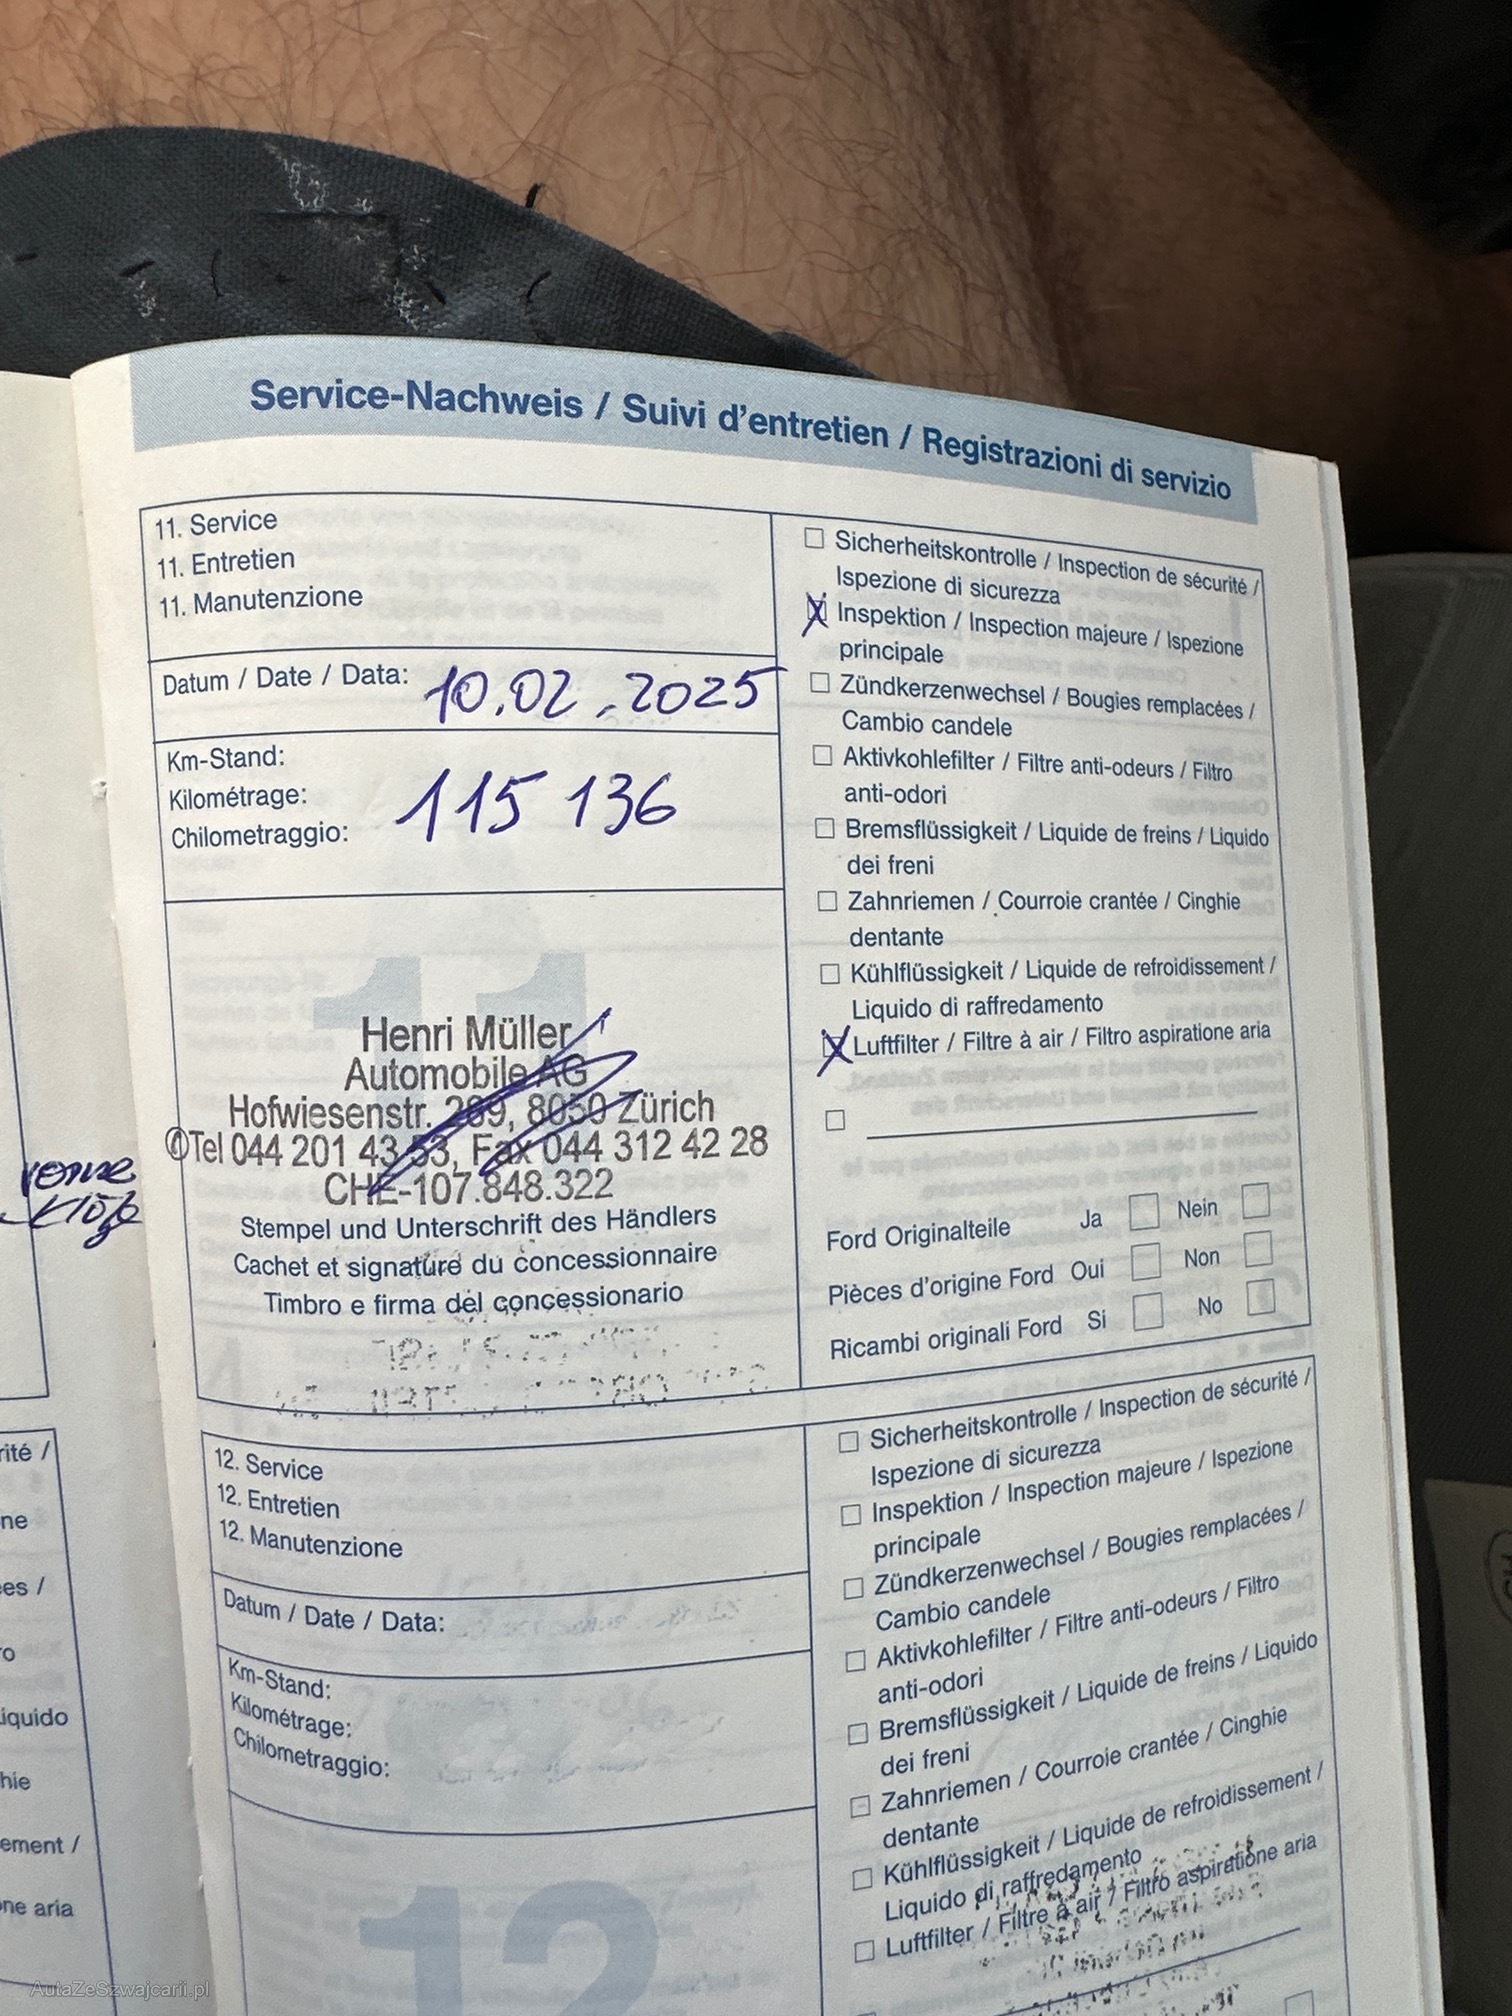 Service-Nachweis / Suivi d'entretien / Registrazioni di servizio
11. Service
11. Entretien
11. Manutenzione
Datum / Date / Data: 10.02.2025
Km-Stand:
Kilométrage: 115 136
Chilometraggio:
Henri Müller
Automobile AG
Hofwiesenstr. 289, 8050 Zürich
Tel 044 201 43 53, Fax 044 312 42 28
CHE-107.848.322
Stempel und Unterschrift des Händlers
Cachet et signature du concessionnaire
Timbro e firma del concessionario
Sicherheitskontrolle / Inspection de sécurité /
Ispezione di sicurezza
X Inspektion / Inspection majeure / Ispezione
principale
Zündkerzenwechsel / Bougies remplacées /
Cambio candele
Aktivkohlefilter / Filtre anti-odeurs / Filtro
anti-odori
Bremsflüssigkeit / Liquide de freins / Liquido
dei freni
Zahnriemen / Courroie crantée / Cinghie
dentante
Kühlflüssigkeit / Liquide de refroidissement /
Liquido di raffredamento
X Luftfilter / Filtre à air / Filtro aspiratione aria
Ford Originalteile Ja Nein
Pièces d'origine Ford Oui Non
Ricambi originali Ford Si No
12. Service
12. Entretien
12. Manutenzione
Datum / Date / Data:
Km-Stand:
Kilométrage:
Chilometraggio:
12
Sicherheitskontrolle / Inspection de sécurité /
Ispezione di sicurezza
Inspektion / Inspection majeure / Ispezione
principale
Zündkerzenwechsel / Bougies remplacées /
Cambio candele
Aktivkohlefilter / Filtre anti-odeurs / Filtro
anti-odori
Bremsflüssigkeit / Liquide de freins / Liquido
dei freni
Zahnriemen / Courroie crantée / Cinghie
dentante
Kühlflüssigkeit / Liquide de refroidissement /
Liquido di raffredamento
Luftfilter / Filtre à air / Filtro aspiratione aria
AutaZeSzwajcarii.pl